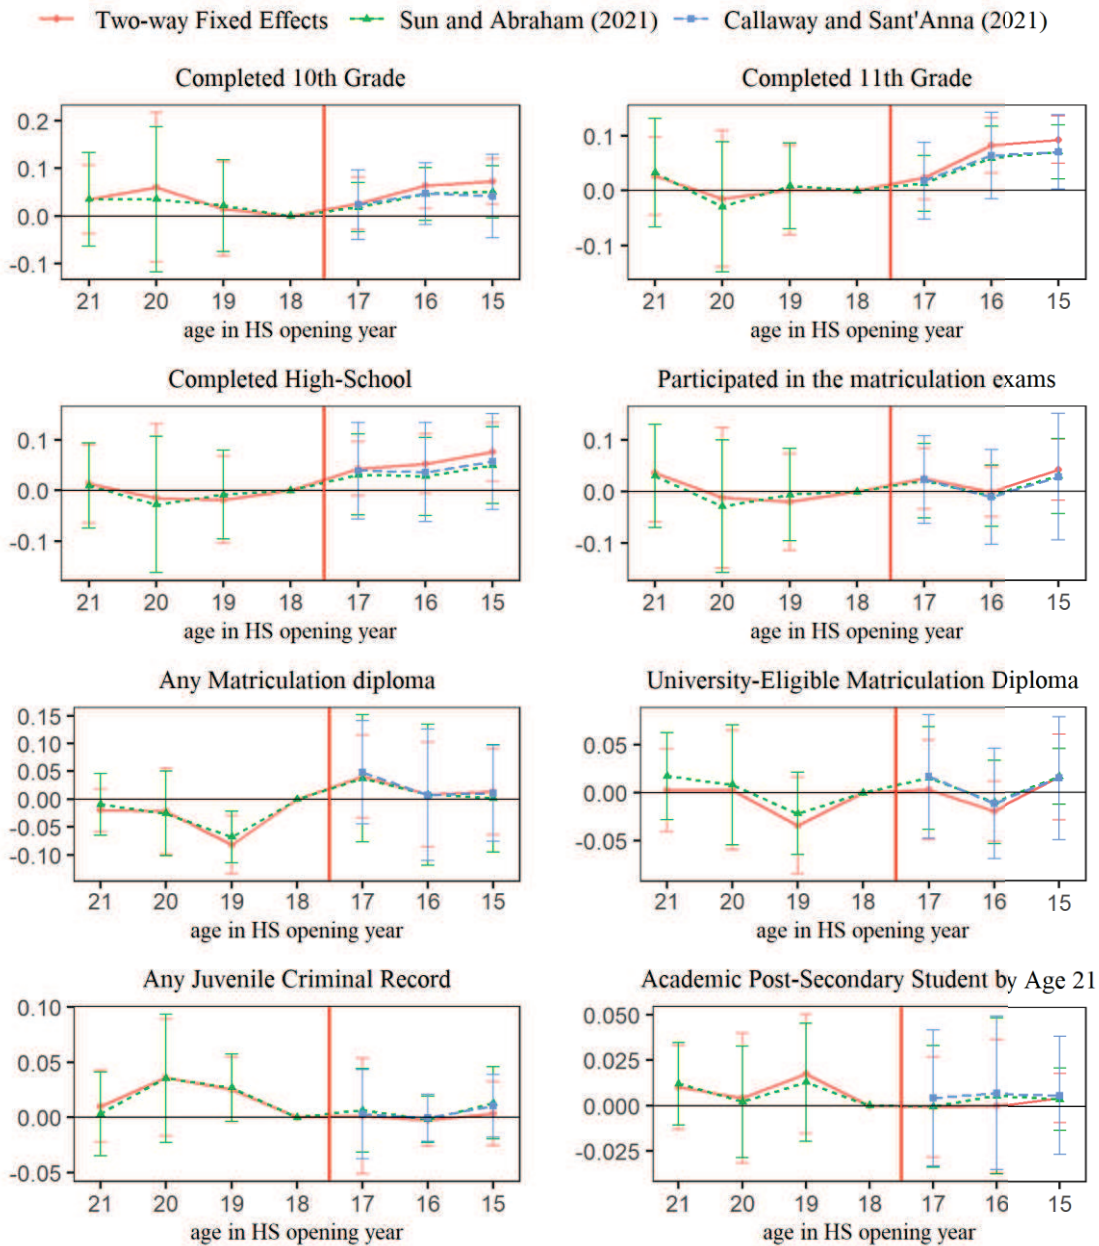 Two-way Fixed Effects Sun and Abraham (2021) Callaway and Sant'Anna (2021)
Completed 10th Grade
0.2
0.1
0.0
-0.1
21 20 19 18 17 16 15
age in HS opening year
Completed 11th Grade
0.1
0.0
-0.1
21 20 19 18 17 16 15
age in HS opening year
Completed High-School
0.1
0.0
-0.1
21 20 19 18 17 16 15
age in HS opening year
Participated in the matriculation exams
0.1
0.0
-0.1
21 20 19 18 17 16 15
age in HS opening year
Any Matriculation diploma
0.15
0.10
0.05
0.00
-0.05
-0.10
21 20 19 18 17 16 15
age in HS opening year
University-Eligible Matriculation Diploma
0.05
0.00
-0.05
21 20 19 18 17 16 15
age in HS opening year
Any Juvenile Criminal Record
0.10
0.05
0.00
-0.05
21 20 19 18 17 16 15
age in HS opening year
Academic Post-Secondary Student by Age 21
0.050
0.025
0.000
-0.025
21 20 19 18 17 16 15
age in HS opening year